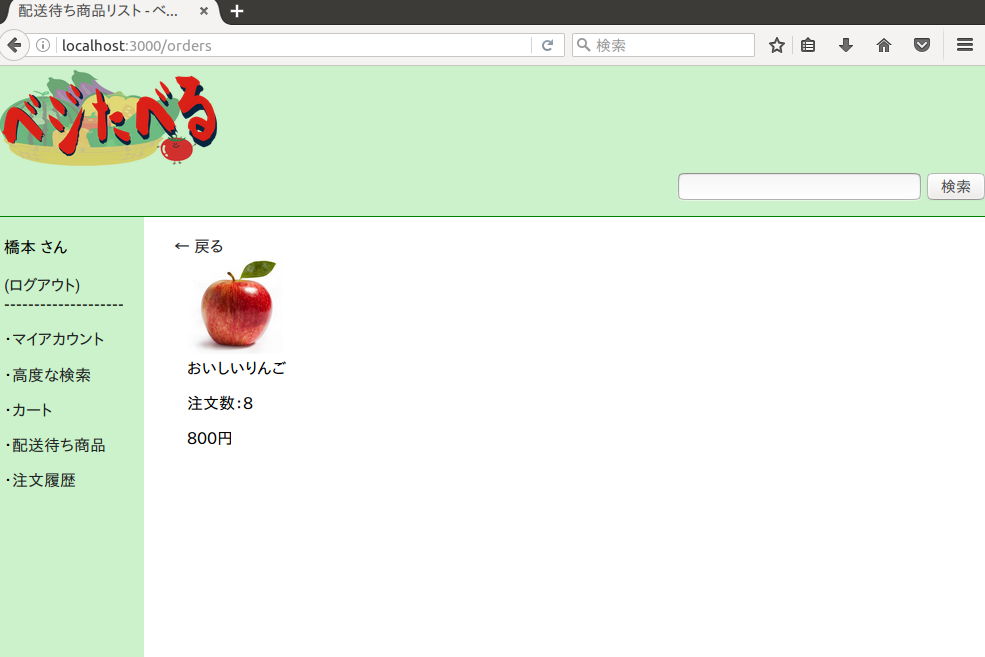 配送待ち商品リスト - ベ...
localhost:3000/orders
検索
ベジたべる
検索
橋本 さん
(ログアウト)
--------------------
・マイアカウント
・高度な検索
・カート
・配送待ち商品
・注文履歴
← 戻る
おいしいりんご
注文数：8
800円